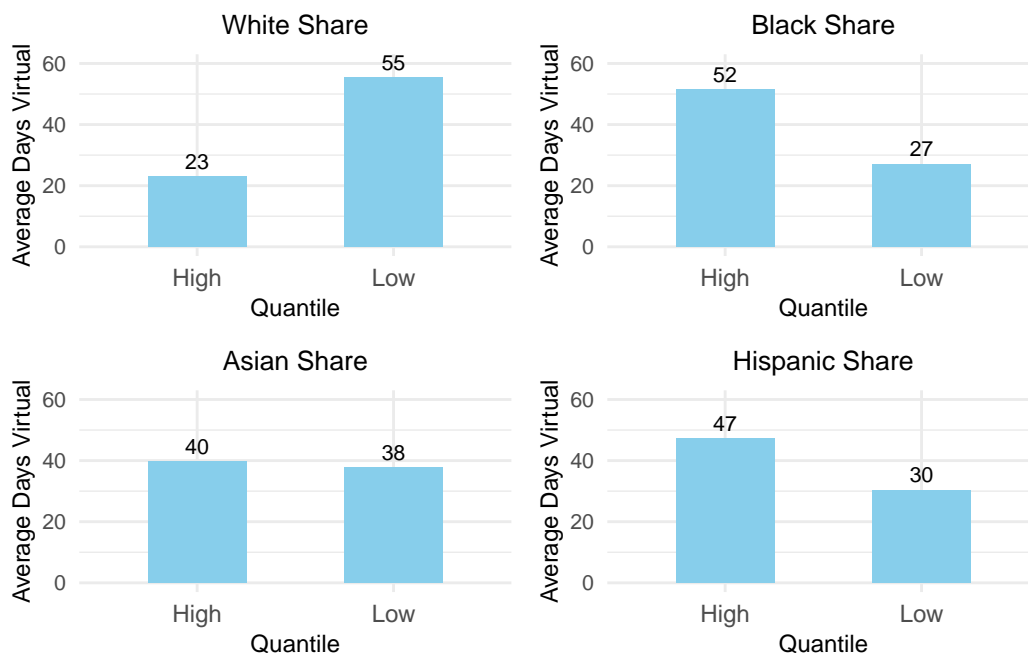 White Share
Average Days Virtual
60
40
20
0
23
55
High
Low
Quantile
Black Share
Average Days Virtual
60
40
20
0
52
27
High
Low
Quantile
Asian Share
Average Days Virtual
60
40
20
0
40
38
High
Low
Quantile
Hispanic Share
Average Days Virtual
60
40
20
0
47
30
High
Low
Quantile